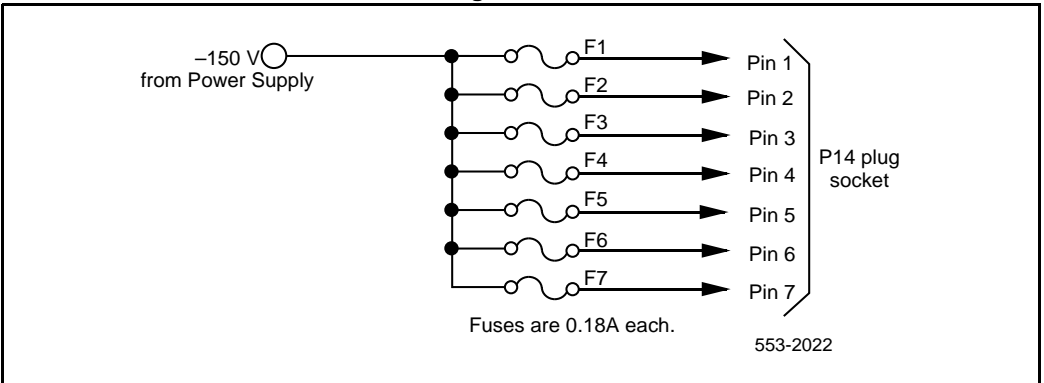 –150 V
from Power Supply
F1
Pin 1
F2
Pin 2
F3
Pin 3
F4
Pin 4
F5
Pin 5
F6
Pin 6
F7
Pin 7
P14 plug
socket
Fuses are 0.18A each.
553-2022